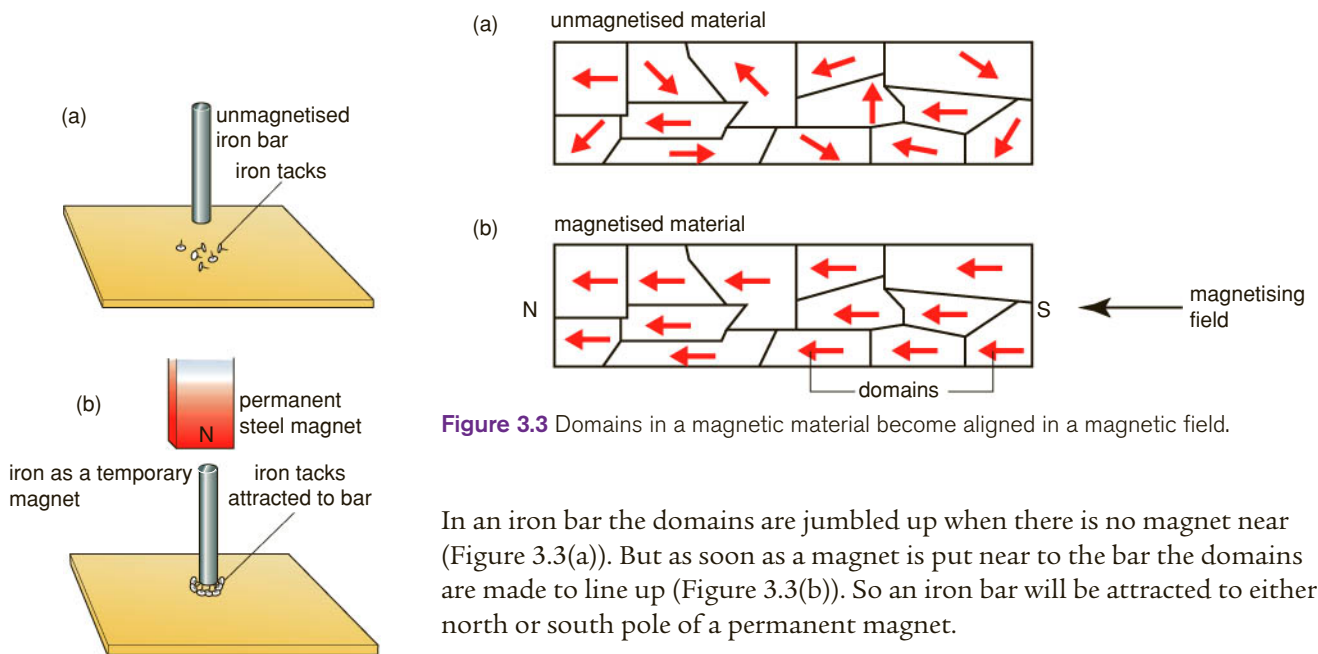 (a)
unmagnetised
iron bar
iron tacks
(b)
N
permanent
steel magnet
iron as a temporary
magnet
iron tacks
attracted to bar
(a) unmagnetised material
(b) magnetised material
N
S
magnetising
field
domains
Figure 3.3 Domains in a magnetic material become aligned in a magnetic field.
In an iron bar the domains are jumbled up when there is no magnet near
(Figure 3.3(a)). But as soon as a magnet is put near to the bar the domains
are made to line up (Figure 3.3(b)). So an iron bar will be attracted to either
north or south pole of a permanent magnet.